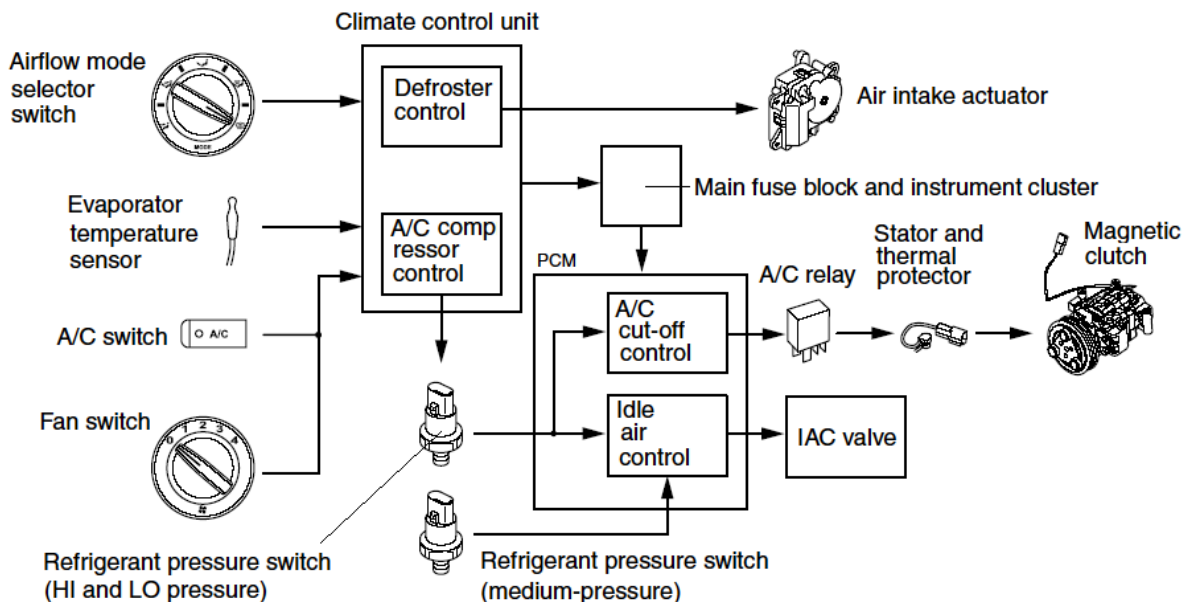 Climate control unit
Airflow mode
selector
switch
MODE
Defroster
control
Air intake actuator
Main fuse block and instrument cluster
Evaporator
temperature
sensor
A/C comp
ressor
control
PCM
A/C relay
Stator and
thermal
protector
Magnetic
clutch
A/C switch
A/C
A/C
cut-off
control
Fan switch
0 1 2 3 4
Idle
air
control
IAC valve
Refrigerant pressure switch
(HI and LO pressure)
Refrigerant pressure switch
(medium-pressure)